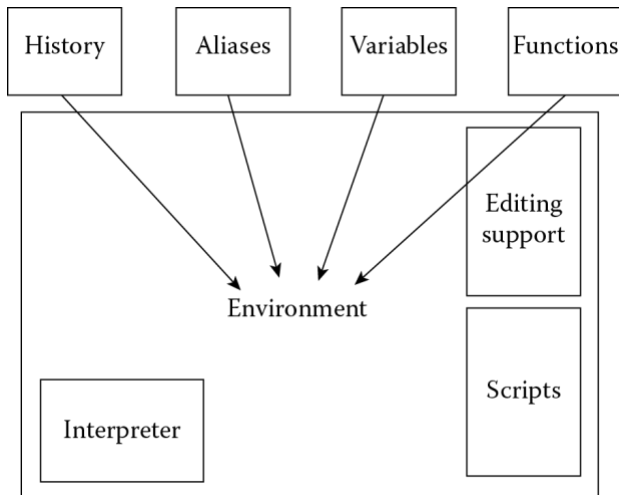 History
Aliases
Variables
Functions
Editing
support
Environment
Scripts
Interpreter